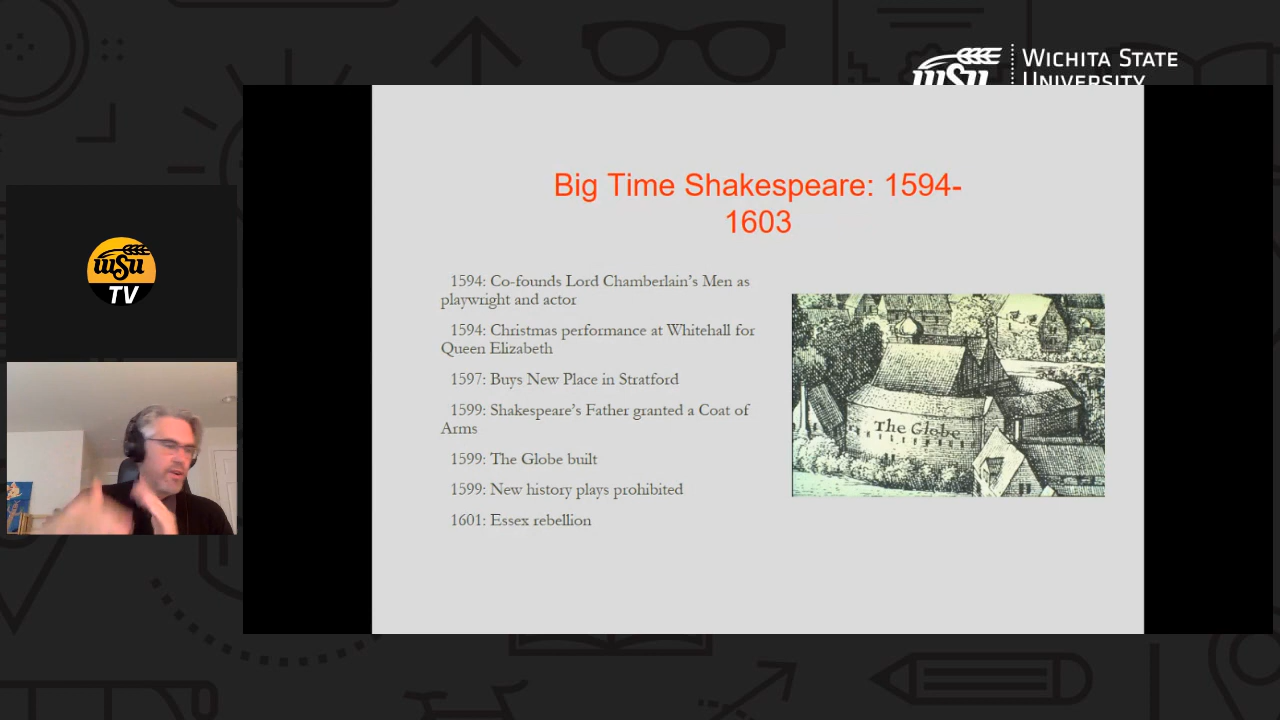 WSU
WICHITA STATE
UNIVERSITY
Big Time Shakespeare: 1594-
1603
1594: Co-founds Lord Chamberlain's Men as
playwright and actor
1594: Christmas performance at Whitehall for
Queen Elizabeth
1597: Buys New Place in Stratford
1599: Shakespeare's Father granted a Coat of
Arms
1599: The Globe built
1599: New history plays prohibited
1601: Essex rebellion
The Globe
WSU
TV